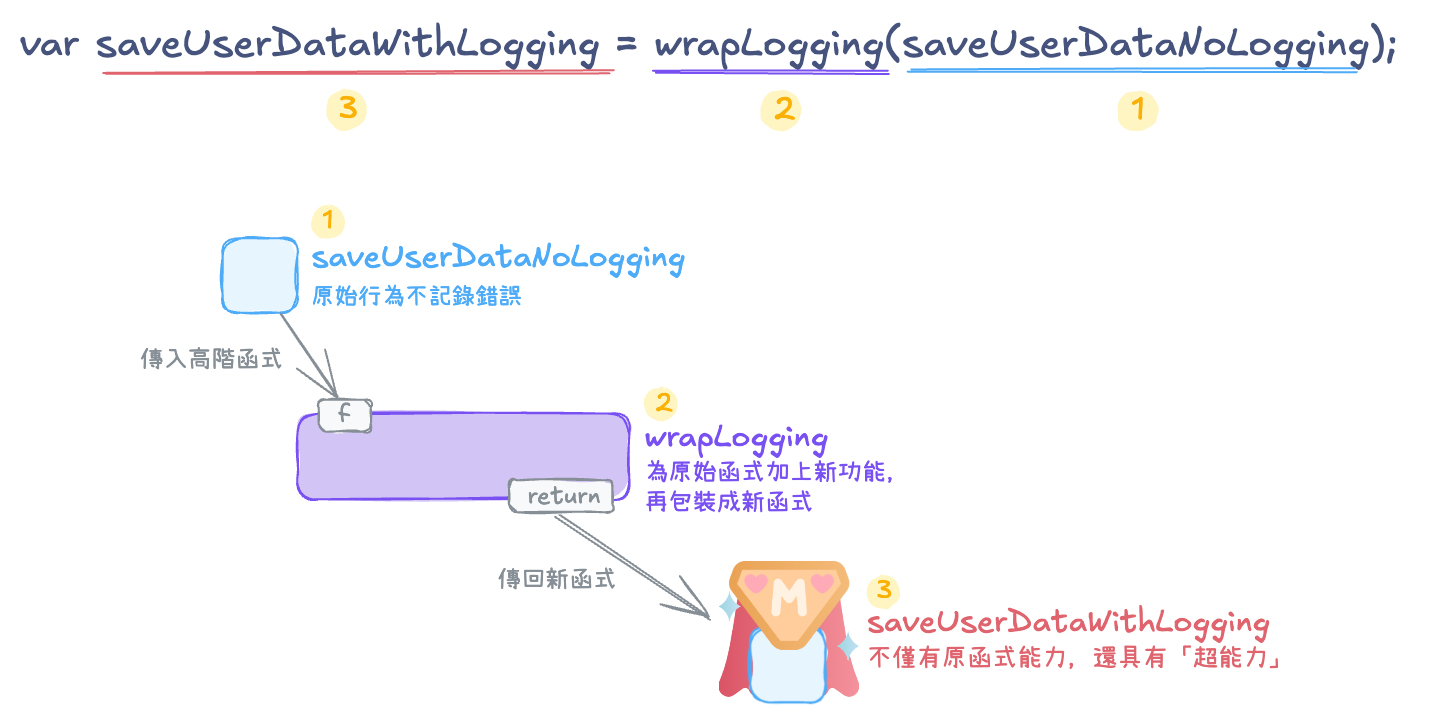 var saveUserDataWithLogging = wrapLogging(saveUserDataNoLogging);
3
2
1
1
saveUserDataNoLogging
原始行為不記錄錯誤
傳入高階函式
f
2
wrapLogging
為原始函式加上新功能，
再包裝成新函式
return
傳回新函式
M
3
saveUserDataWithLogging
不僅有原函式能力，還具有「超能力」